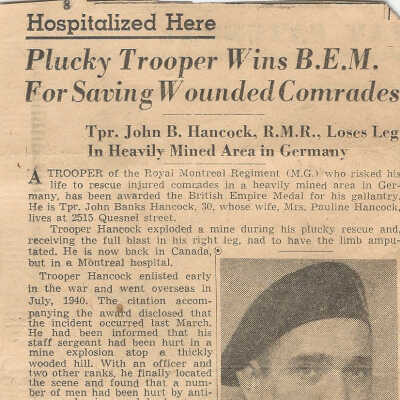 Hospitalized Here
Plucky Trooper Wins B.E.M.
For Saving Wounded Comrades
Tpr. John B. Hancock, R.M.R., Loses Leg
In Heavily Mined Area in Germany
A TROOPER of the Royal Montreal Regiment (M.G.) who risked his
life to rescue injured comrades in a heavily mined area in Ger-
many, has been awarded the British Empire Medal for his gallantry.
He is Tpr. John Banks Hancock, 30, whose wife, Mrs. Pauline Hancock,
lives at 2515 Quesnel street.
Trooper Hancock exploded a mine during his plucky rescue and,
receiving the full blast in his right leg, had to have the limb ampu-
tated. He is now back in Canada,
but in a Montreal hospital.
Trooper Hancock enlisted early
in the war and went overseas in
July, 1940. The citation accom-
panying the award disclosed that
the incident occurred last March.
He had been informed that his
staff sergeant had been hurt in a
mine explosion atop a thickly
wooded hill. With an officer and
two other ranks, he finally located
the scene and found that a num-
ber of men had been hurt by anti-